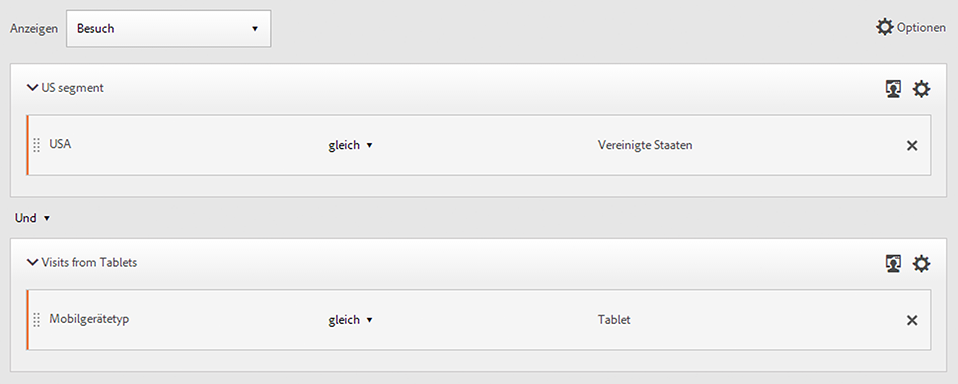 Anzeigen Besuch Optionen
US segment
USA gleich Vereinigte Staaten
Und
Visits from Tablets
Mobilgerätetyp gleich Tablet